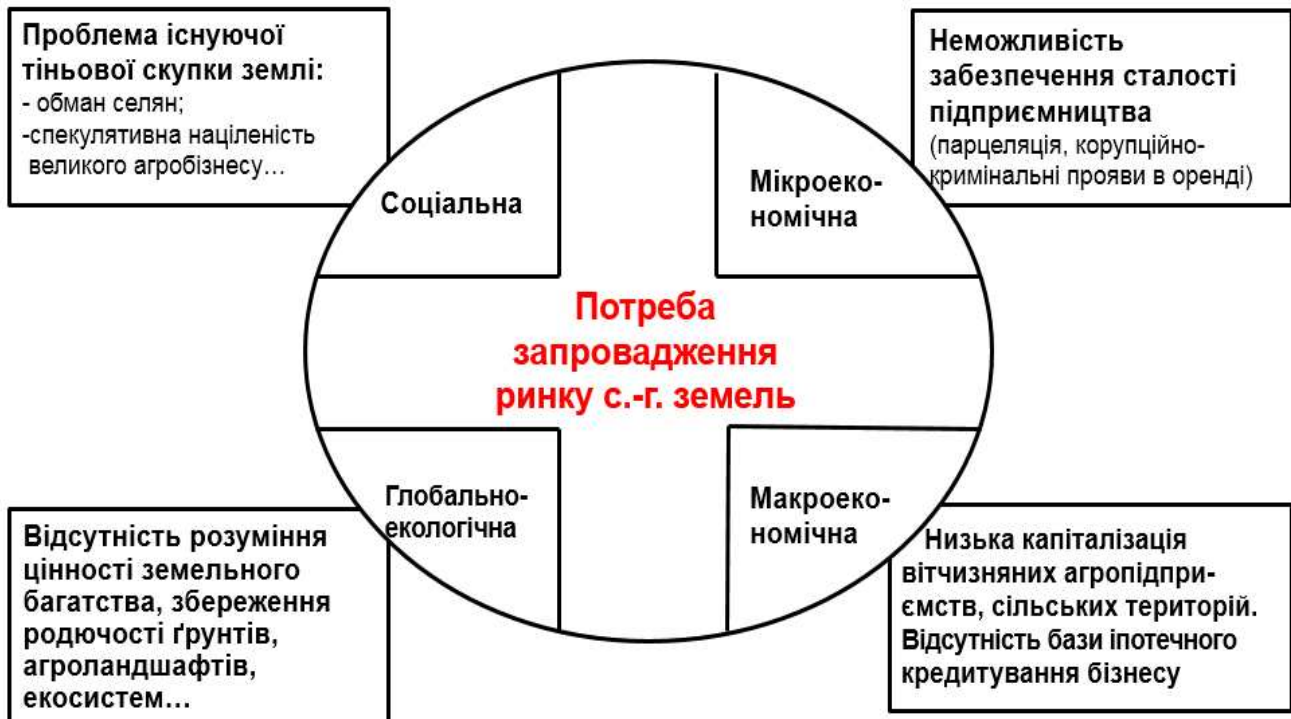 Проблема існуючої
тіньової скупки землі:
- обман селян;
-спекулятивна націленість
великого агробізнесу…
Неможливість
забезпечення сталості
підприємництва
(парцеляція, корупційно-
кримінальні прояви в оренді)
Соціальна
Мікроеко-
номічна
Потреба
запровадження
ринку с.-г. земель
Глобально-
екологічна
Макроеко-
номічна
Відсутність розуміння
цінності земельного
багатства, збереження
родючості ґрунтів,
агроландшафтів,
екосистем…
Низька капіталізація
вітчизняних агропідпри-
ємств, сільських територій.
Відсутність бази іпотечного
кредитування бізнесу